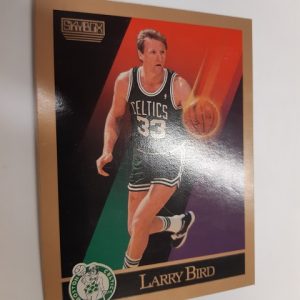 SKYBOX
CELTICS
33
LARRY BIRD